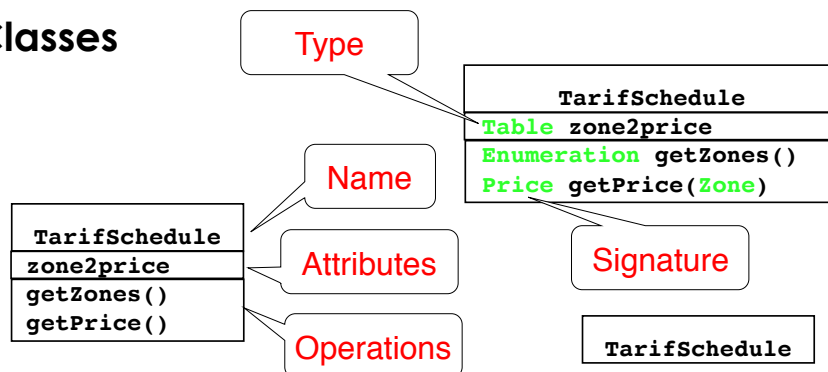 Classes
Type
TarifSchedule
Table zone2price
Enumeration getZones()
Price getPrice(Zone)
Name
Signature
TarifSchedule
zone2price
getZones()
getPrice()
Attributes
Operations
TarifSchedule